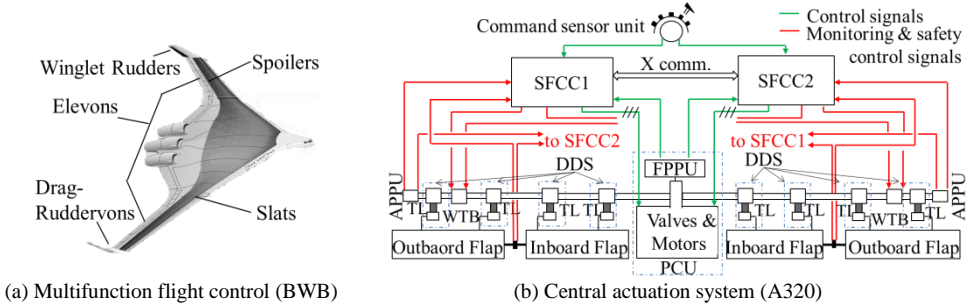 Winglet Rudders
Spoilers
Elevons
Drag-
Ruddervons
Slats
(a) Multifunction flight control (BWB)
Command sensor unit
Control signals
Monitoring & safety
control signals
SFCC1
X comm.
SFCC2
to SFCC2
to SFCC1
DDS
FPPU
DDS
APPU
TL
WTB
TL
TL
TL
Valves &
Motors
TL
TL
TL
WTB
TL
APPU
Outbaord Flap
Inboard Flap
PCU
Inboard Flap
Outbaord Flap
(b) Central actuation system (A320)